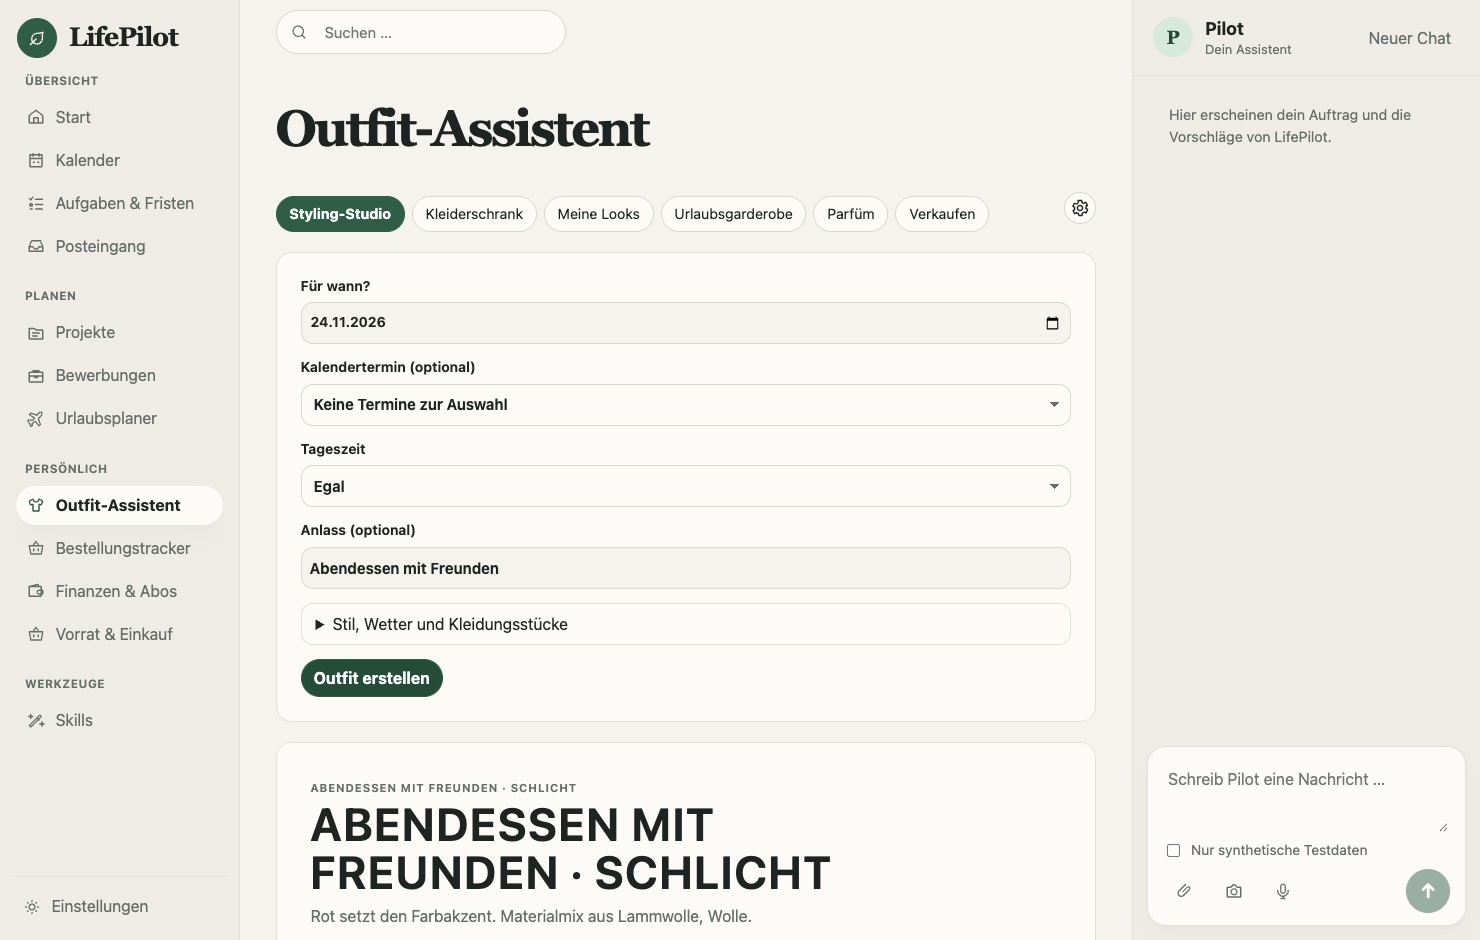 LifePilot
ÜBERSICHT
Start
Kalender
Aufgaben & Fristen
Posteingang
PLANEN
Projekte
Bewerbungen
Urlaubsplaner
PERSÖNLICH
Outfit-Assistent
Bestellungstracker
Finanzen & Abos
Vorrat & Einkauf
WERKZEUGE
Skills
Einstellungen
Suchen ...
Outfit-Assistent
Styling-Studio
Kleiderschrank
Meine Looks
Urlaubsgarderobe
Parfüm
Verkaufen
Für wann?
24.11.2026
Kalendertermin (optional)
Keine Termine zur Auswahl
Tageszeit
Egal
Anlass (optional)
Abendessen mit Freunden
Stil, Wetter und Kleidungsstücke
Outfit erstellen
ABENDESSEN MIT FREUNDEN · SCHLICHT
ABENDESSEN MIT
FREUNDEN · SCHLICHT
Rot setzt den Farbakzent. Materialmix aus Lammwolle, Wolle.
P
Pilot
Dein Assistent
Neuer Chat
Hier erscheinen dein Auftrag und die
Vorschläge von LifePilot.
Schreib Pilot eine Nachricht ...
Nur synthetische Testdaten